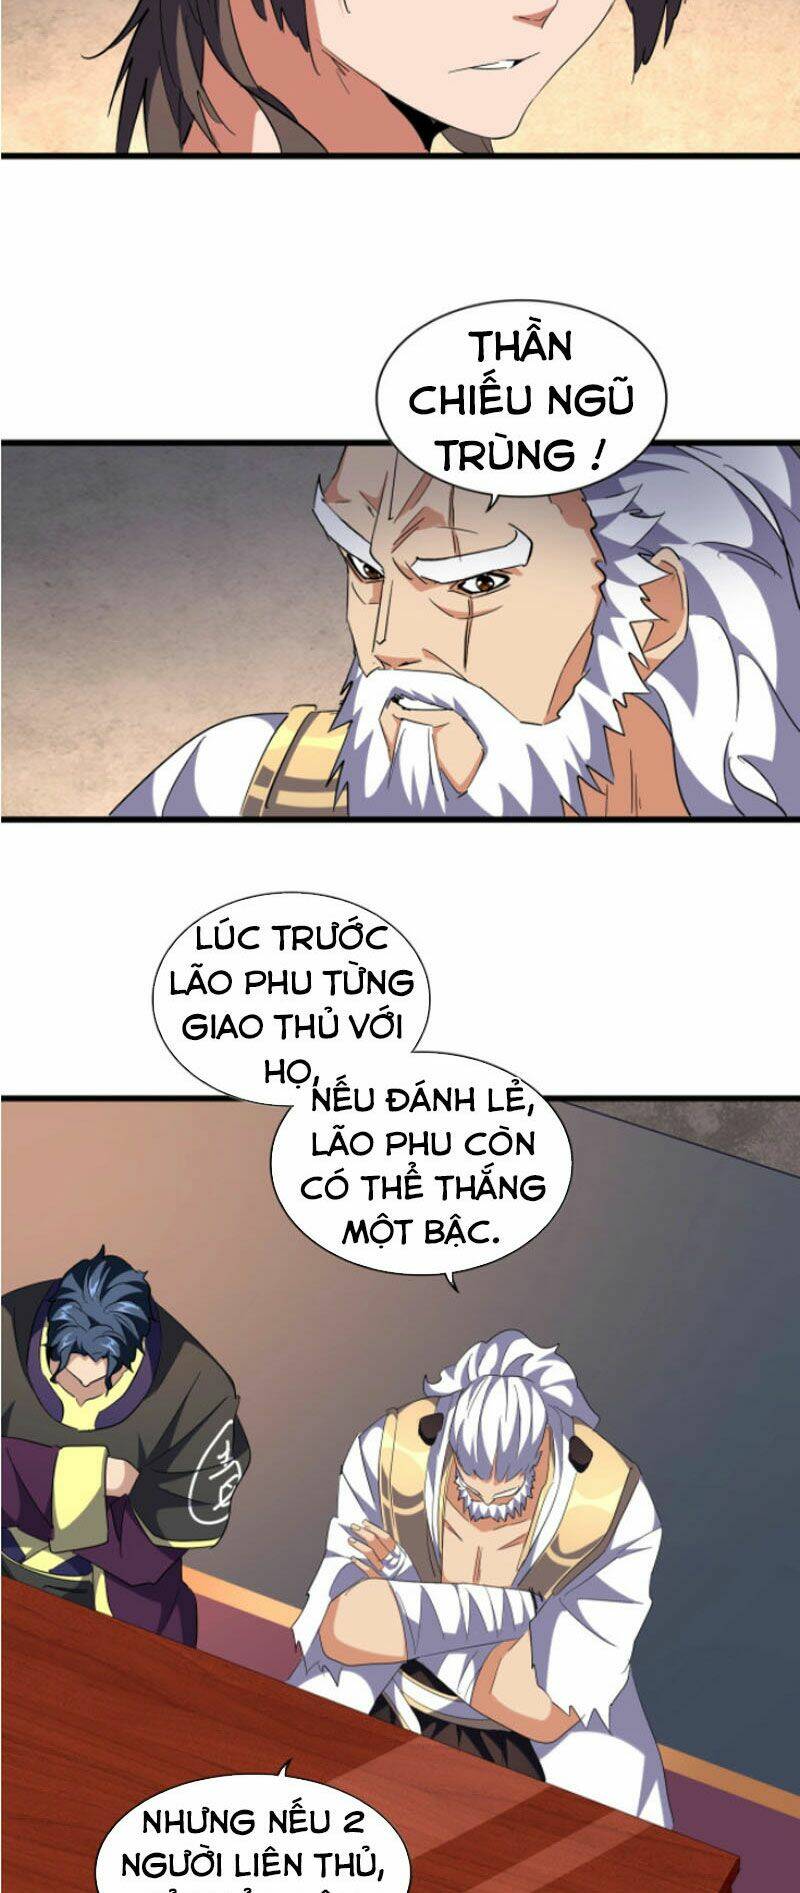 THẦN
CHIẾU NGŨ
TRÙNG !
LÚC TRƯỚC
LÃO PHU TỪNG
GIAO THỦ VỚI
HỌ,
NẾU ĐÁNH LẺ,
LÃO PHU CÒN
CÓ THỂ THẮNG
MỘT BẬC.
NHƯNG NẾU 2
NGƯỜI LIÊN THỦ,